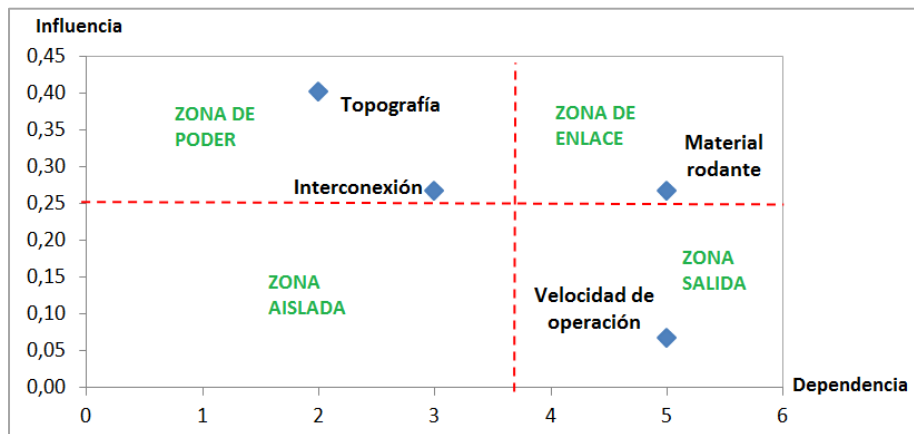 Influencia
0,45
0,40
0,35
0,30
0,25
0,20
0,15
0,10
0,05
0,00
ZONA DE
PODER
Topografía
ZONA DE
ENLACE
Material
rodante
Interconexión
ZONA
AISLADA
ZONA
SALIDA
Velocidad de
operación
Dependencia
0 1 2 3 4 5 6